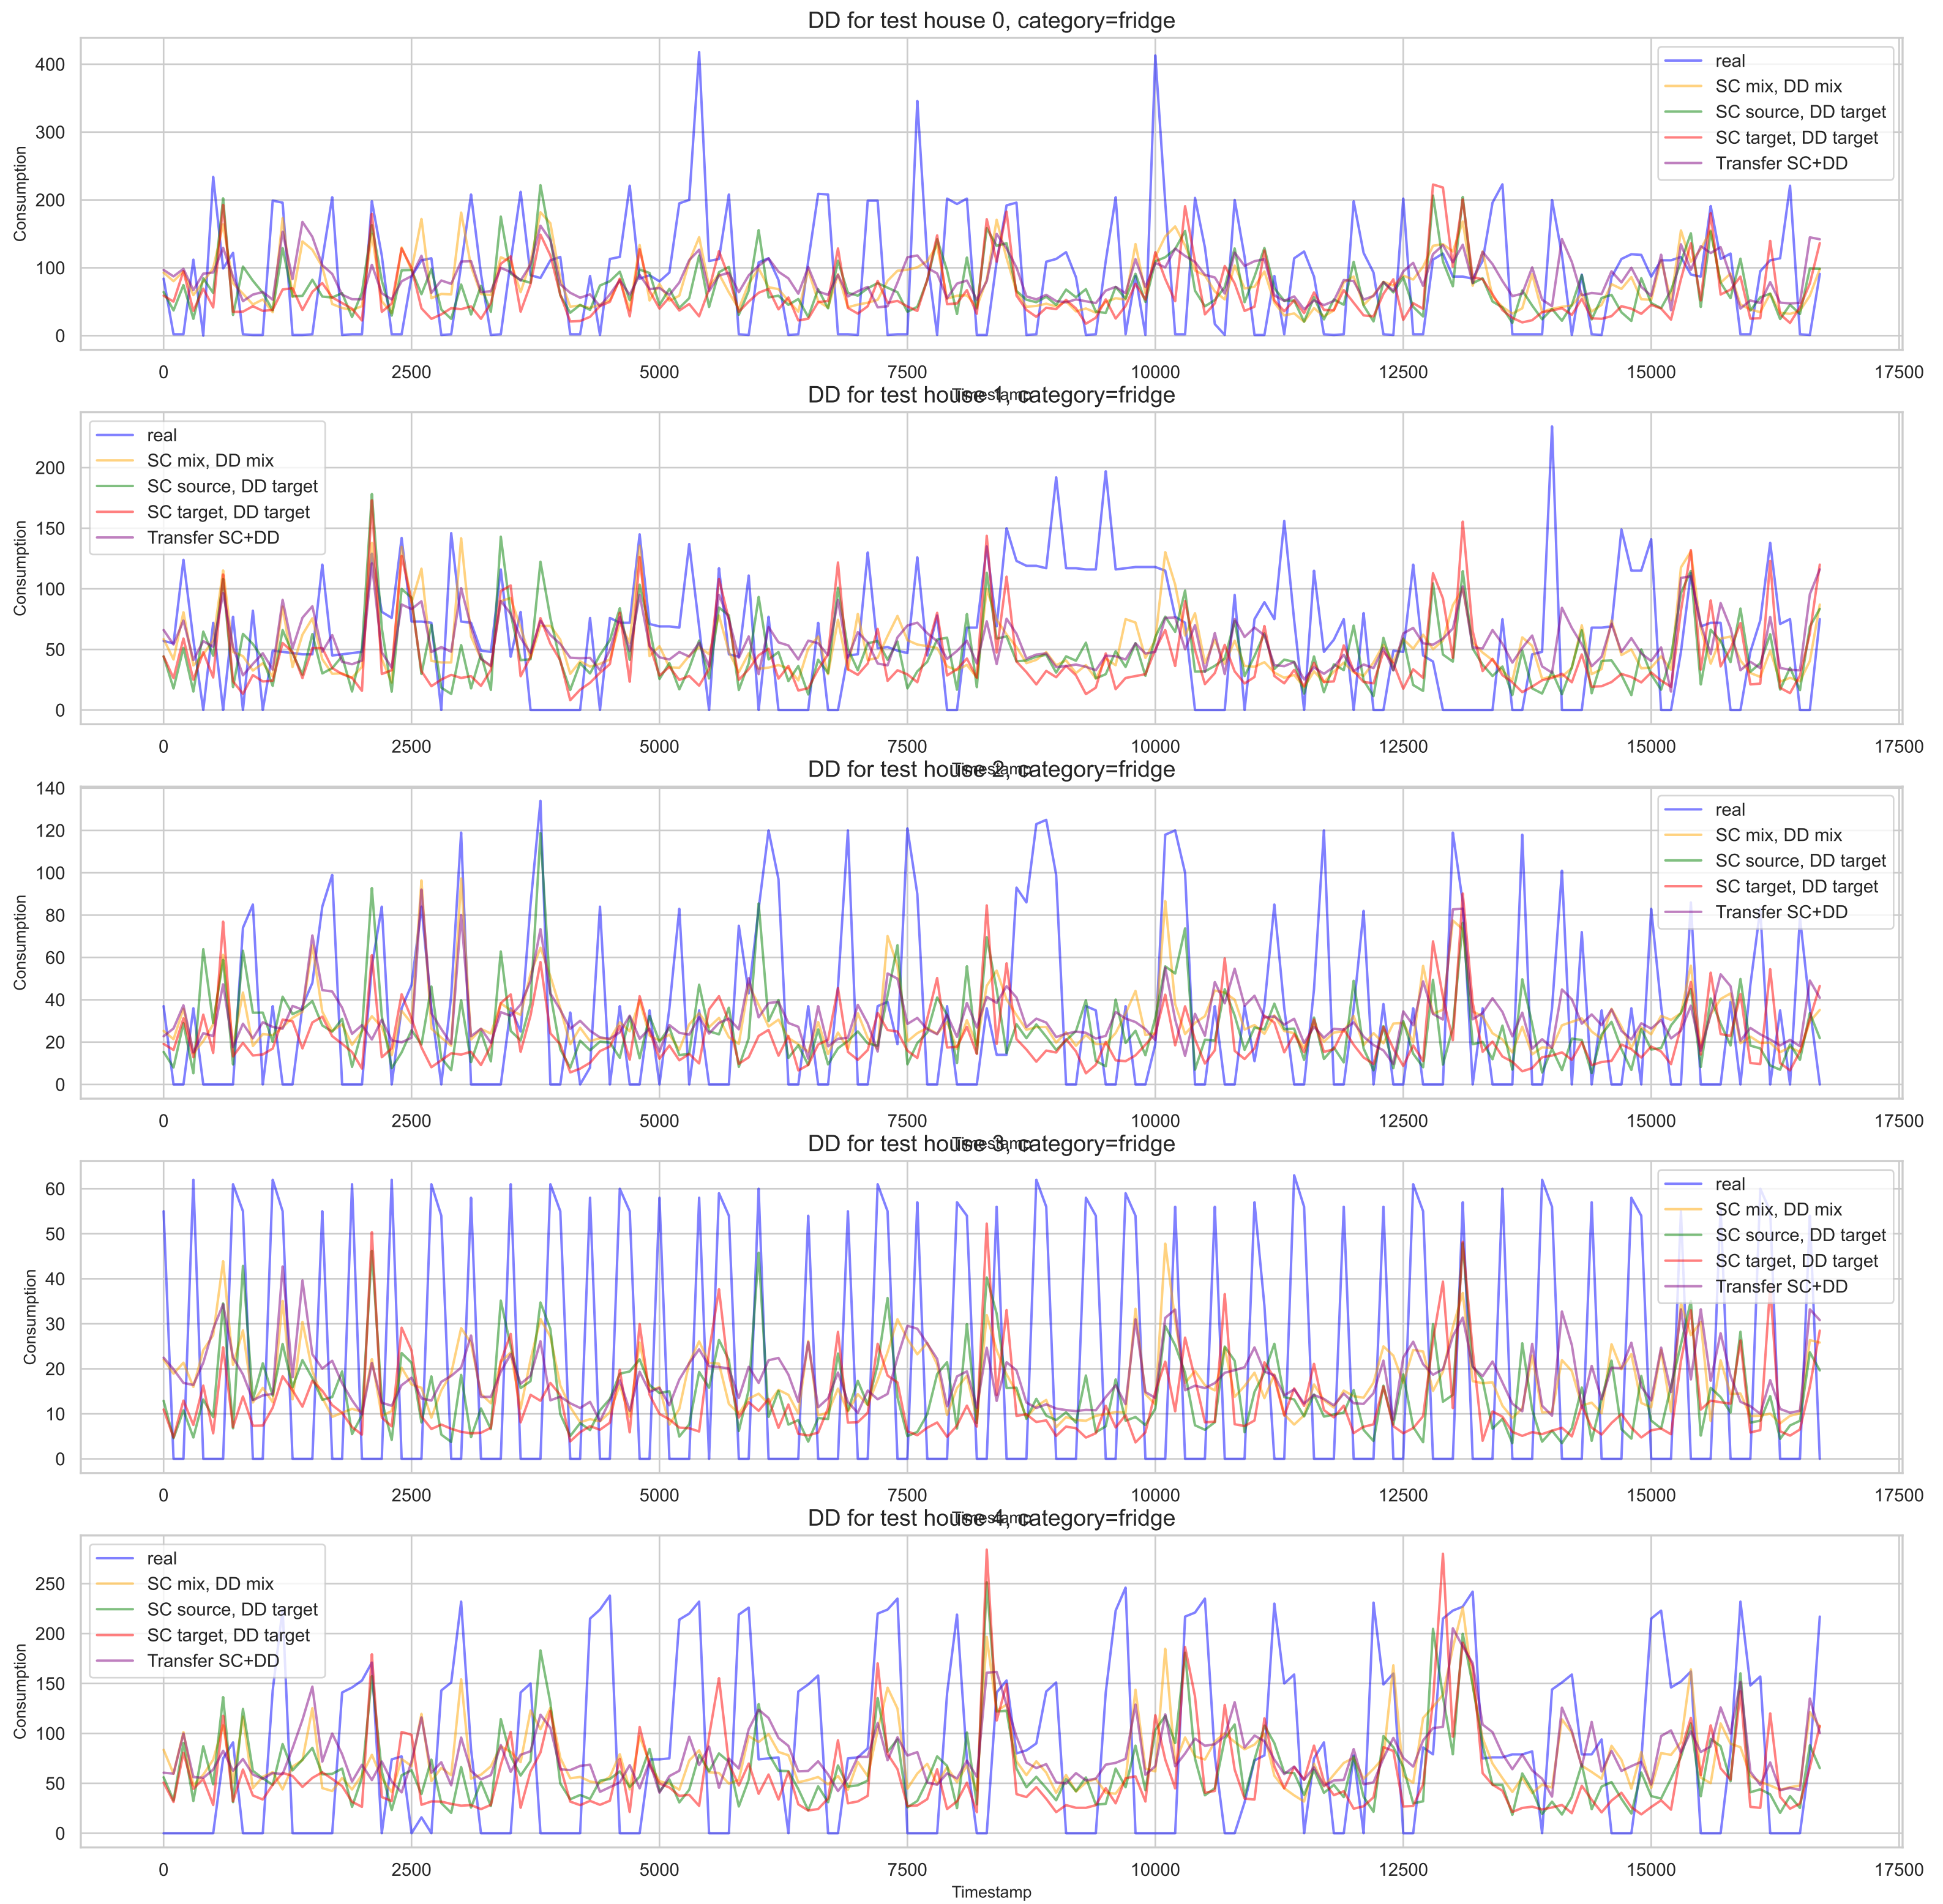 DD for test house 0, category=fridge
400
300
200
100
0
Consumption
real
SC mix, DD mix
SC source, DD target
SC target, DD target
Transfer SC+DD
0 2500 5000 7500 10000 12500 15000 17500
Timestamp
DD for test house 1, category=fridge
200
150
100
50
0
Consumption
real
SC mix, DD mix
SC source, DD target
SC target, DD target
Transfer SC+DD
0 2500 5000 7500 10000 12500 15000 17500
Timestamp
DD for test house 2, category=fridge
140
120
100
80
60
40
20
0
Consumption
real
SC mix, DD mix
SC source, DD target
SC target, DD target
Transfer SC+DD
0 2500 5000 7500 10000 12500 15000 17500
Timestamp
DD for test house 3, category=fridge
60
50
40
30
20
10
0
Consumption
real
SC mix, DD mix
SC source, DD target
SC target, DD target
Transfer SC+DD
0 2500 5000 7500 10000 12500 15000 17500
Timestamp
DD for test house 4, category=fridge
250
200
150
100
50
0
Consumption
real
SC mix, DD mix
SC source, DD target
SC target, DD target
Transfer SC+DD
0 2500 5000 7500 10000 12500 15000 17500
Timestamp